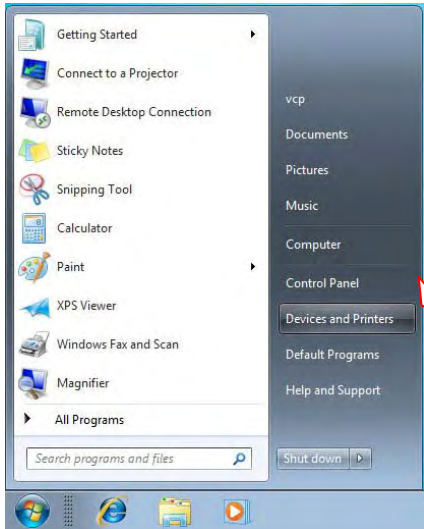 Getting Started
Connect to a Projector
Remote Desktop Connection
Sticky Notes
Snipping Tool
Calculator
Paint
XPS Viewer
Windows Fax and Scan
Magnifier
All Programs
Search programs and files
vcp
Documents
Pictures
Music
Computer
Control Panel
Devices and Printers
Default Programs
Help and Support
Shut down